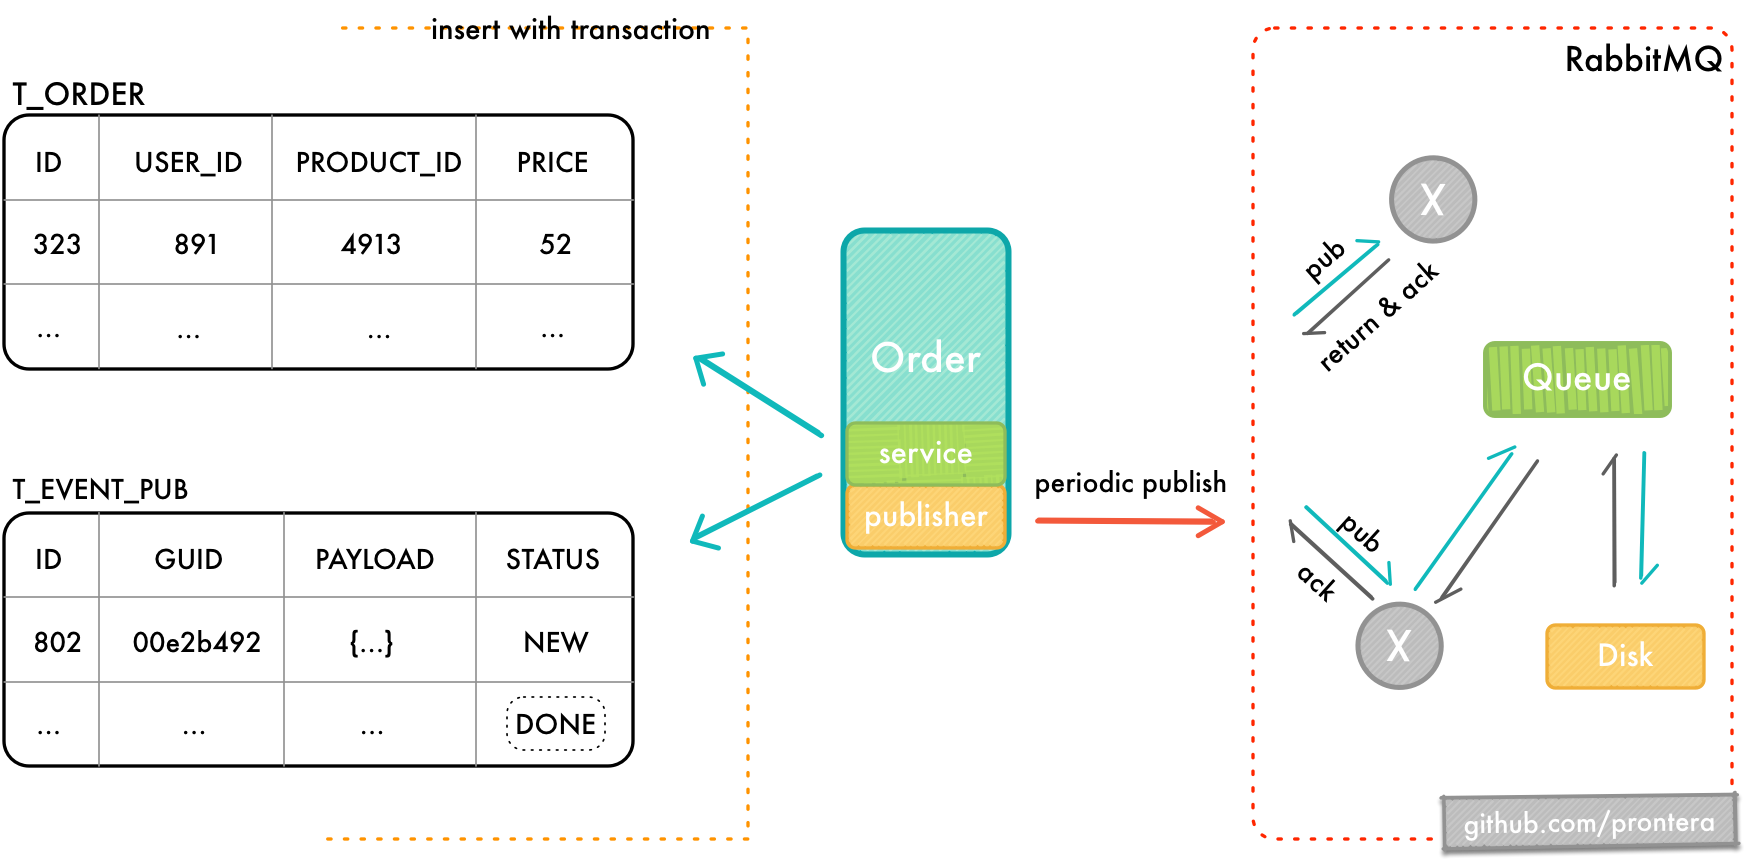 insert with transaction
T_ORDER
ID USER_ID PRODUCT_ID PRICE
323 891 4913 52
... ... ... ...
T_EVENT_PUB
ID GUID PAYLOAD STATUS
802 00e2b492 {...} NEW
... ... ... DONE
Order
service
publisher
periodic publish
RabbitMQ
X
pub
return & ack
Queue
pub
ack
X
Disk
github.com/prontera